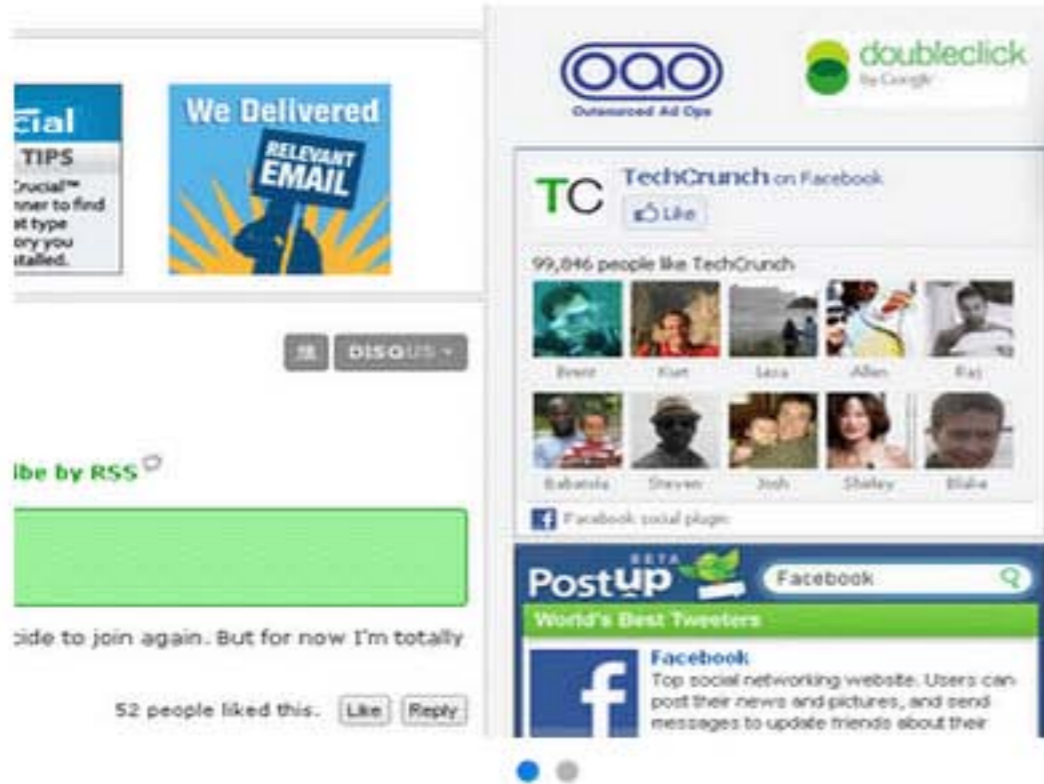 cial
TIPS
Crucial™
nner to find
at type
ory you
stalled.
We Delivered
RELEVANT
EMAIL
DISQUS
ibe by RSS
cide to join again. But for now I'm totally
52 people liked this. Like Reply
oao
Outsourced Ad Ops
doubleclick
by Google
TC
TechCrunch on Facebook
Like
99,846 people like TechCrunch
Brent Kurt Liza Allen Raj
Babatola Steven Josh Shirley Blake
Facebook social plugin
BETA
PostUp
Facebook
World's Best Tweeters
Facebook
Top social networking website. Users can
post their news and pictures, and send
messages to update friends about their